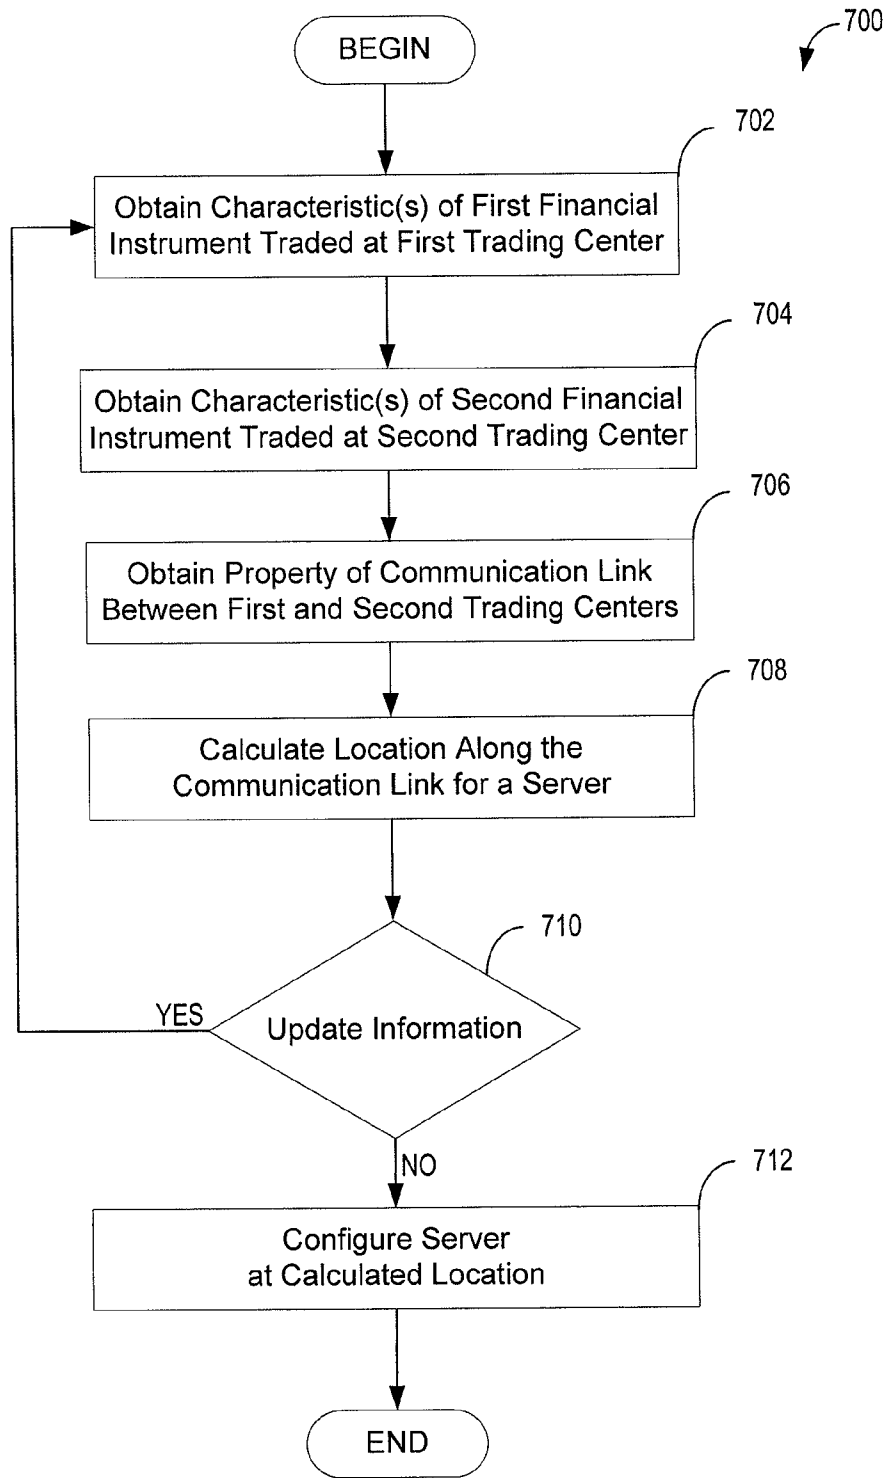 BEGIN
700
702
Obtain Characteristic(s) of First Financial
Instrument Traded at First Trading Center
704
Obtain Characteristic(s) of Second Financial
Instrument Traded at Second Trading Center
706
Obtain Property of Communication Link
Between First and Second Trading Centers
708
Calculate Location Along the
Communication Link for a Server
710
YES
Update Information
NO
712
Configure Server
at Calculated Location
END